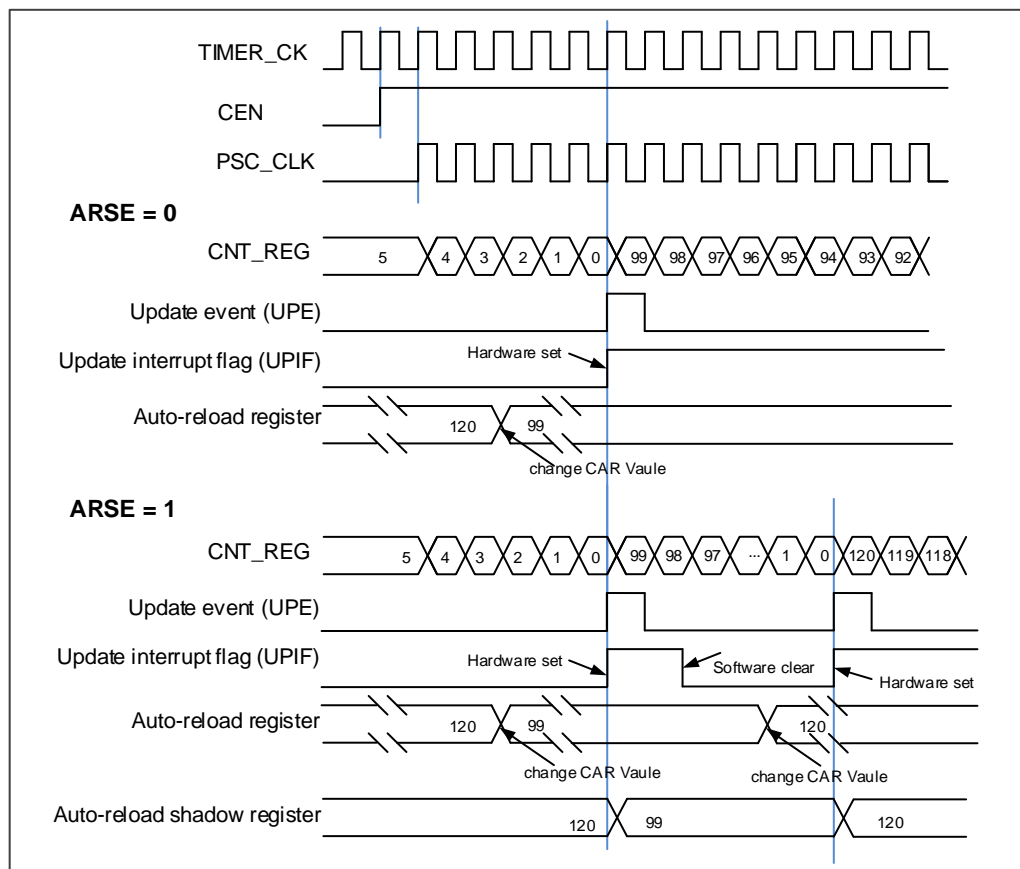 TIMER_CK
CEN
PSC_CLK
ARSE = 0
CNT_REG 5 4 3 2 1 0 99 98 97 96 95 94 93 92
Update event (UPE)
Update interrupt flag (UPIF) Hardware set
Auto-reload register 120 99
change CAR Vaule
ARSE = 1
CNT_REG 5 4 3 2 1 0 99 98 97 ... 1 0 120 119 118
Update event (UPE)
Update interrupt flag (UPIF) Hardware set Software clear Hardware set
Auto-reload register 120 99 120
change CAR Vaule change CAR Vaule
Auto-reload shadow register 120 99 120